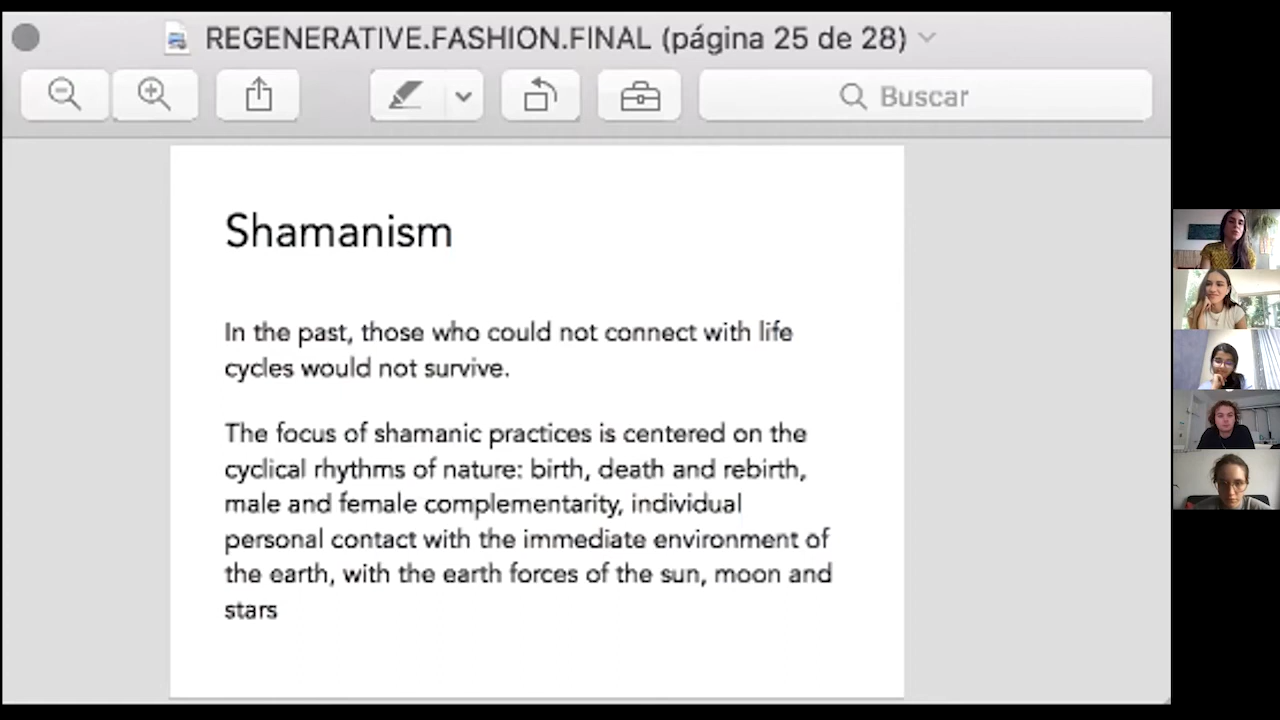 REGENERATIVE.FASHION.FINAL (página 25 de 28)
Buscar
Shamanism
In the past, those who could not connect with life
cycles would not survive.
The focus of shamanic practices is centered on the
cyclical rhythms of nature: birth, death and rebirth,
male and female complementarity, individual
personal contact with the immediate environment of
the earth, with the earth forces of the sun, moon and
stars